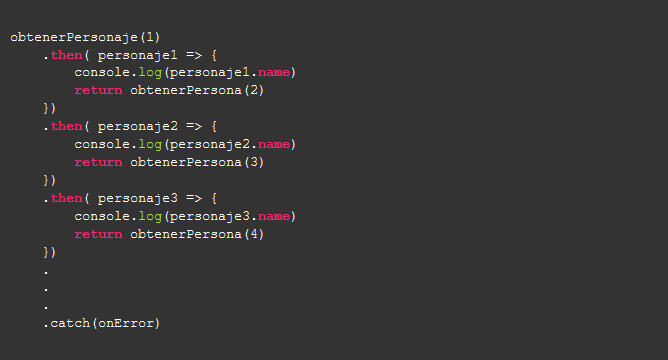 obtenerPersonaje(1)
    .then( personaje1 => {
        console.log(personaje1.name)
        return obtenerPersona(2)
    })
    .then( personaje2 => {
        console.log(personaje2.name)
        return obtenerPersona(3)
    })
    .then( personaje3 => {
        console.log(personaje3.name)
        return obtenerPersona(4)
    })
    .
    .
    .
    .catch(onError)